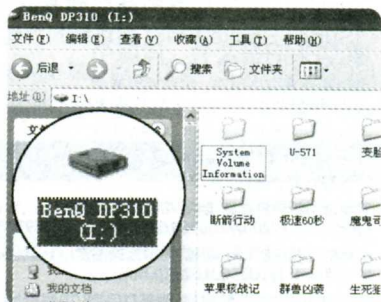 BenQ DP310 (I:)
文件(F) 编辑(E) 查看(V) 收藏(A) 工具(T) 帮助(H)
后退 搜索 文件夹
地址(D) I:\
BenQ DP310
(I:)
我的文档
System
Volume
Information
U-571
断箭行动 极速60秒
苹果核战记 群兽凶袭